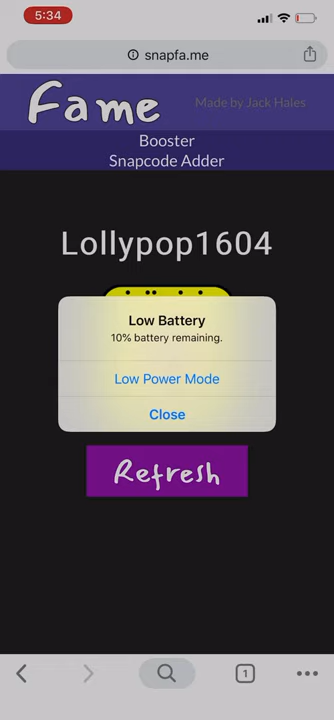 5:34
snapfa.me
Fame
Made by Jack Hales
Booster
Snapcode Adder
Lollypop1604
Low Battery
10% battery remaining.
Low Power Mode
Close
Refresh
1